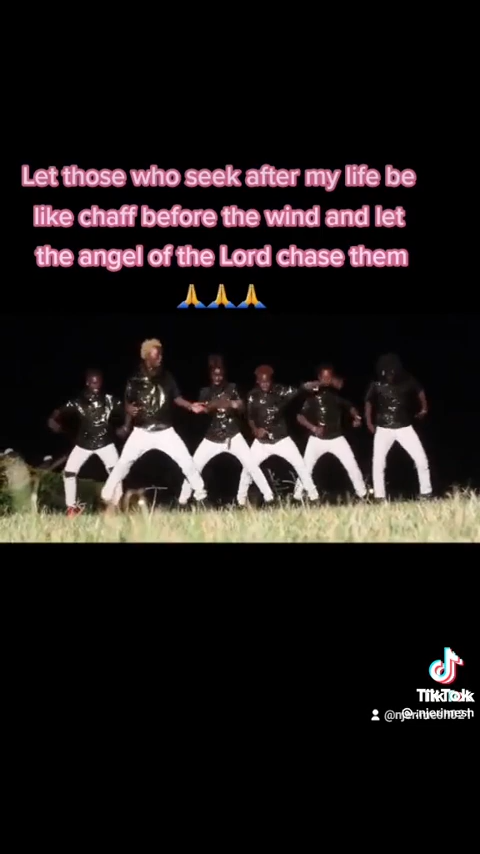 Let those who seek after my life be
like chaff before the wind and let
the angel of the Lord chase them
🙏🙏🙏
TikTok